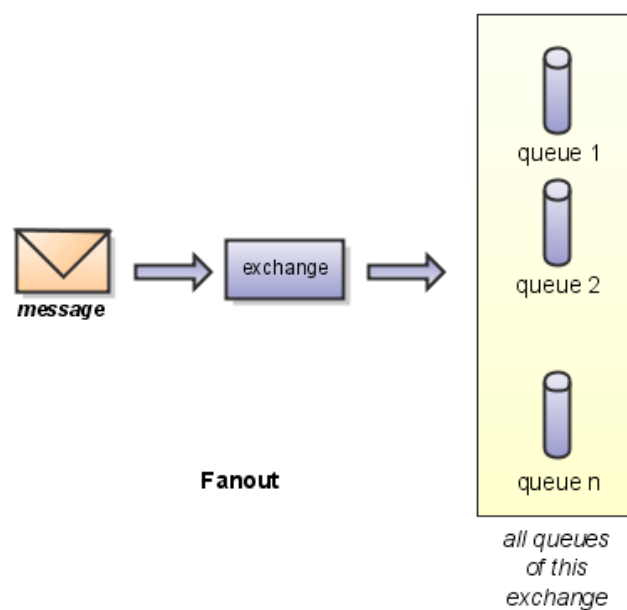 queue 1
message
exchange
queue 2
queue n
Fanout
all queues
of this
exchange